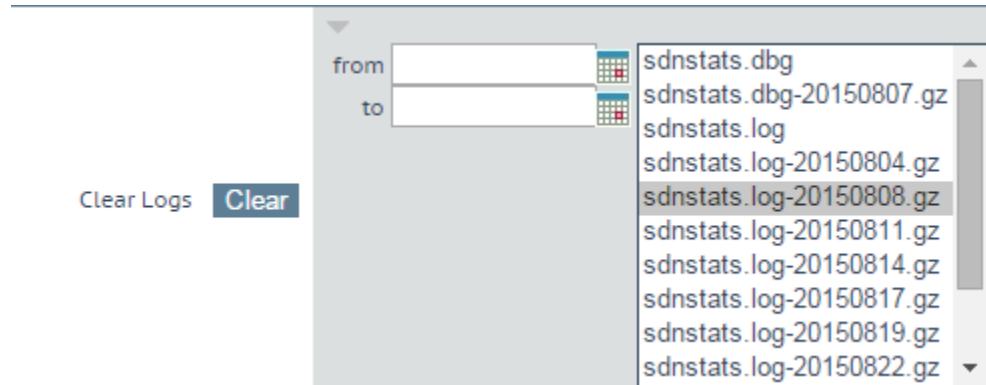 from
to
Clear Logs Clear
sdnstats.dbg
sdnstats.dbg-20150807.gz
sdnstats.log
sdnstats.log-20150804.gz
sdnstats.log-20150808.gz
sdnstats.log-20150811.gz
sdnstats.log-20150814.gz
sdnstats.log-20150817.gz
sdnstats.log-20150819.gz
sdnstats.log-20150822.gz